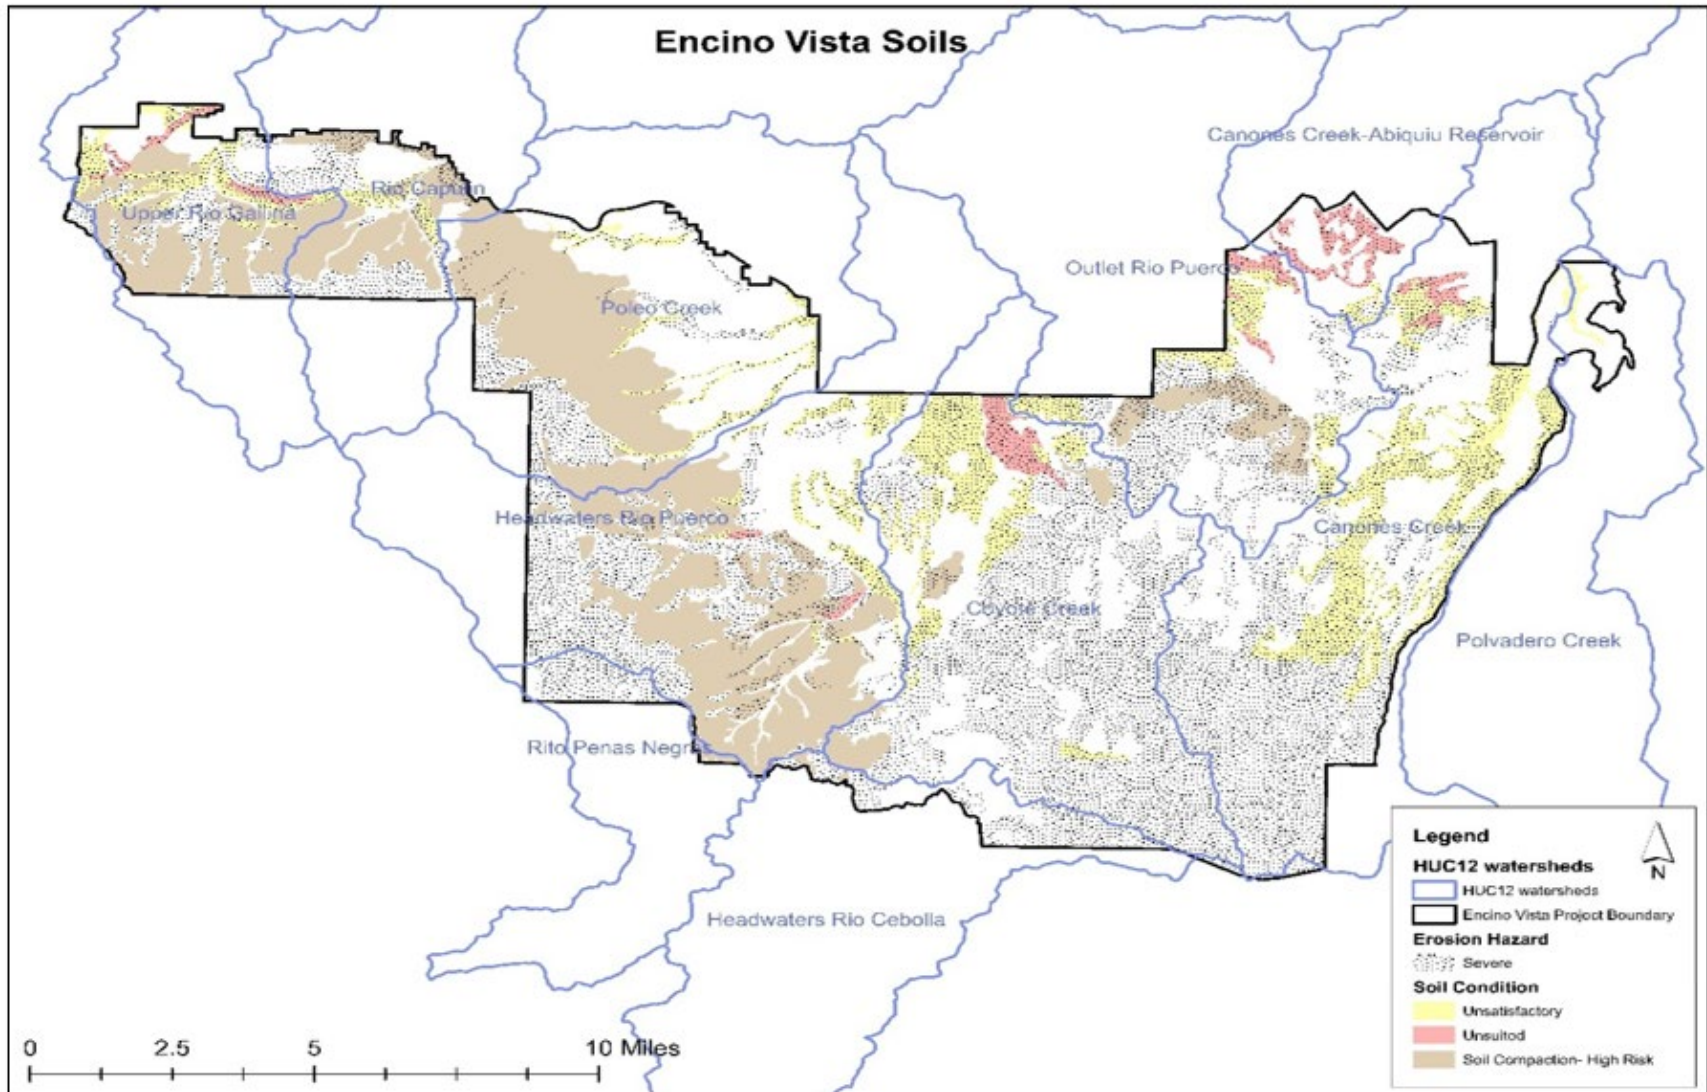 Encino Vista Soils
Canones Creek-Abiquiu Reservoir
Rio Capulin
Upper Rio Gallina
Outlet Rio Puerco
Poleo Creek
Headwaters Rio Puerco
Canones Creek
Coyote Creek
Polvadero Creek
Rito Penas Negras
Headwaters Rio Cebolla
Legend
HUC12 watersheds
N
HUC12 watersheds
Encino Vista Project Boundary
Erosion Hazard
Severe
Soil Condition
Unsatisfactory
Unsuitod
Soil Compaction- High Risk
0 2.5 5 10 Miles